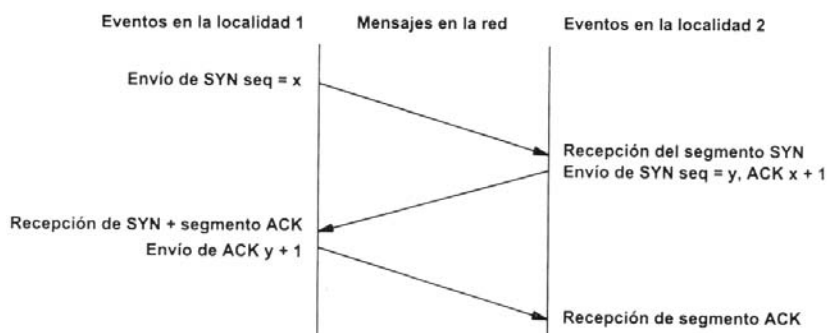 Eventos en la localidad 1
Mensajes en la red
Eventos en la localidad 2
Envío de SYN seq = x
Recepción del segmento SYN
Envío de SYN seq = y, ACK x + 1
Recepción de SYN + segmento ACK
Envío de ACK y + 1
Recepción de segmento ACK